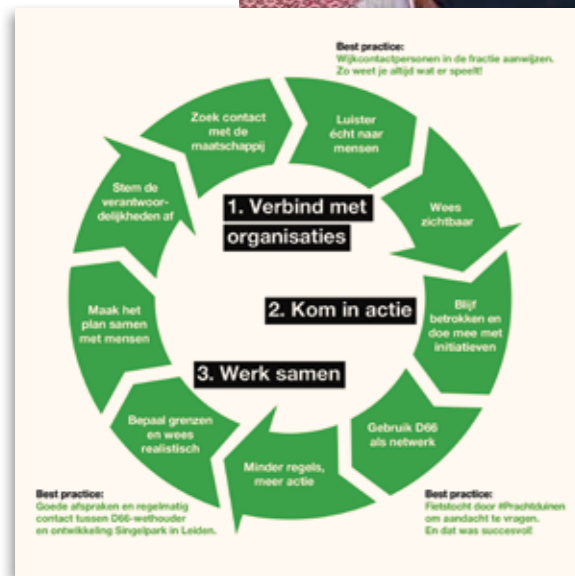 Best practice:
Wijkcontactpersonen in de fractie aanwijzen.
Zo weet je altijd wat er speelt!
Zoek contact
met de
maatschappij
Luister
écht naar
mensen
Wees
zichtbaar
Blijf
betrokken en
doe mee met
initiatieven
Gebruik D66
als netwerk
Minder regels,
meer actie
Bepaal grenzen
en wees
realistisch
Maak het
plan samen
met mensen
Stem de
verantwoor-
delijkheden af
1. Verbind met
organisaties
2. Kom in actie
3. Werk samen
Best practice:
Goede afspraken en regelmatig
contact tussen D66-wethouder
en ontwikkeling Singelpark in Leiden.
Best practice:
Fietstocht door #Prachtduinen
om aandacht te vragen.
En dat was succesvol!